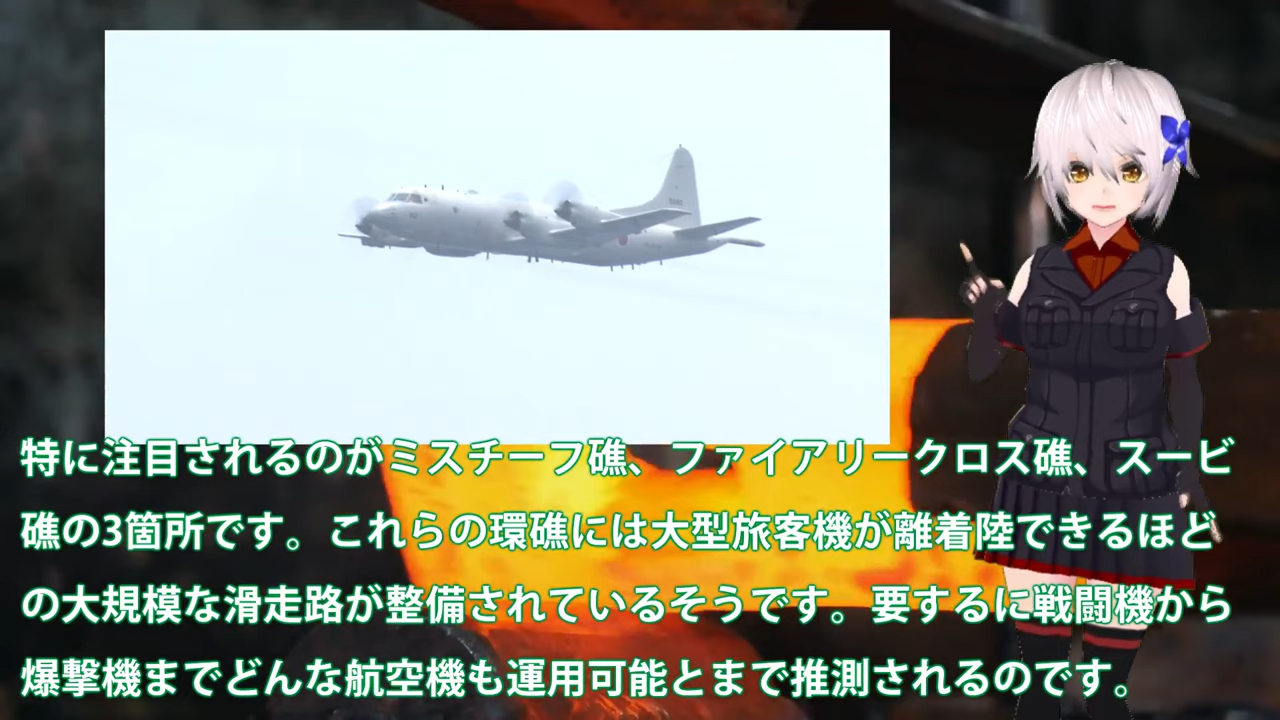 特に注目されるのがミスチーフ礁、ファイアリークロス礁、スービ
礁の3箇所です。これらの環礁には大型旅客機が離着陸できるほど
の大規模な滑走路が整備されているそうです。要するに戦闘機から
爆撃機までどんな航空機も運用可能とまで推測されるのです。